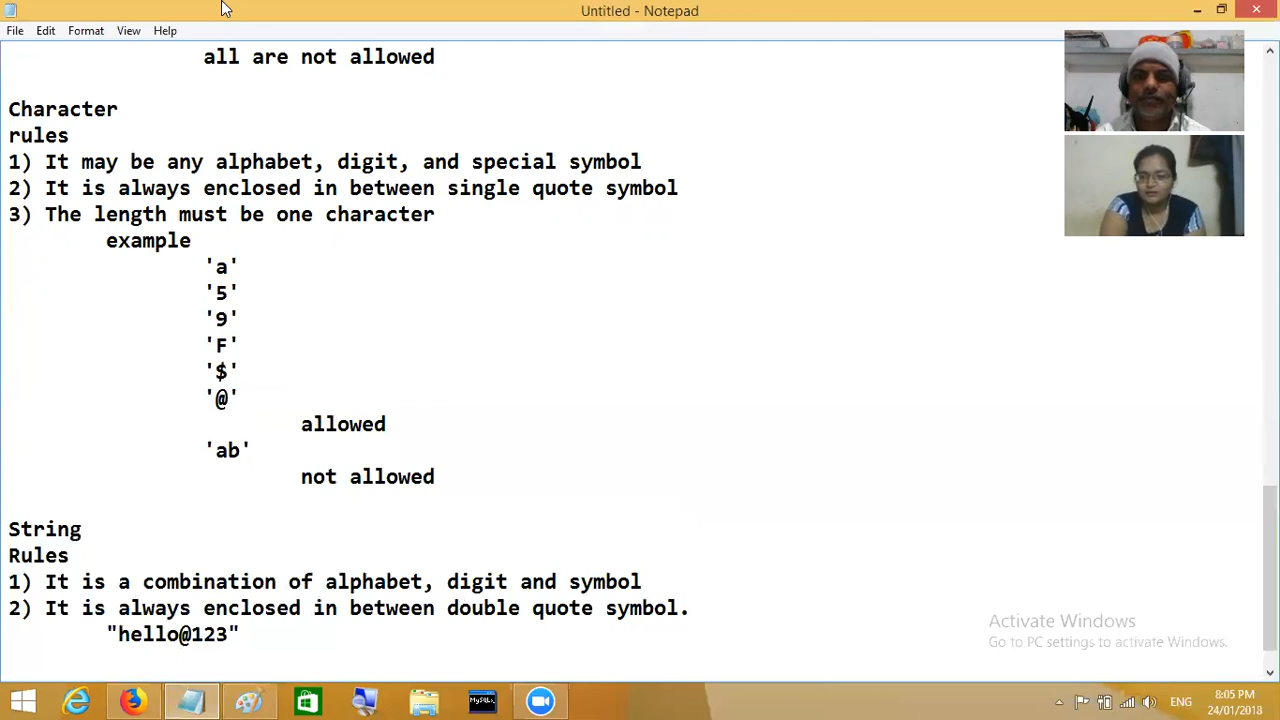 Untitled - Notepad
File Edit Format View Help
all are not allowed
Character
rules
1) It may be any alphabet, digit, and special symbol
2) It is always enclosed in between single quote symbol
3) The length must be one character
example
'a'
'5'
'9'
'F'
'$'
'@'
allowed
'ab'
not allowed
String
Rules
1) It is a combination of alphabet, digit and symbol
2) It is always enclosed in between double quote symbol.
"hello@123"
Activate Windows
Go to PC settings to activate Windows.
MySQL
ENG
8:05 PM
24/01/2018